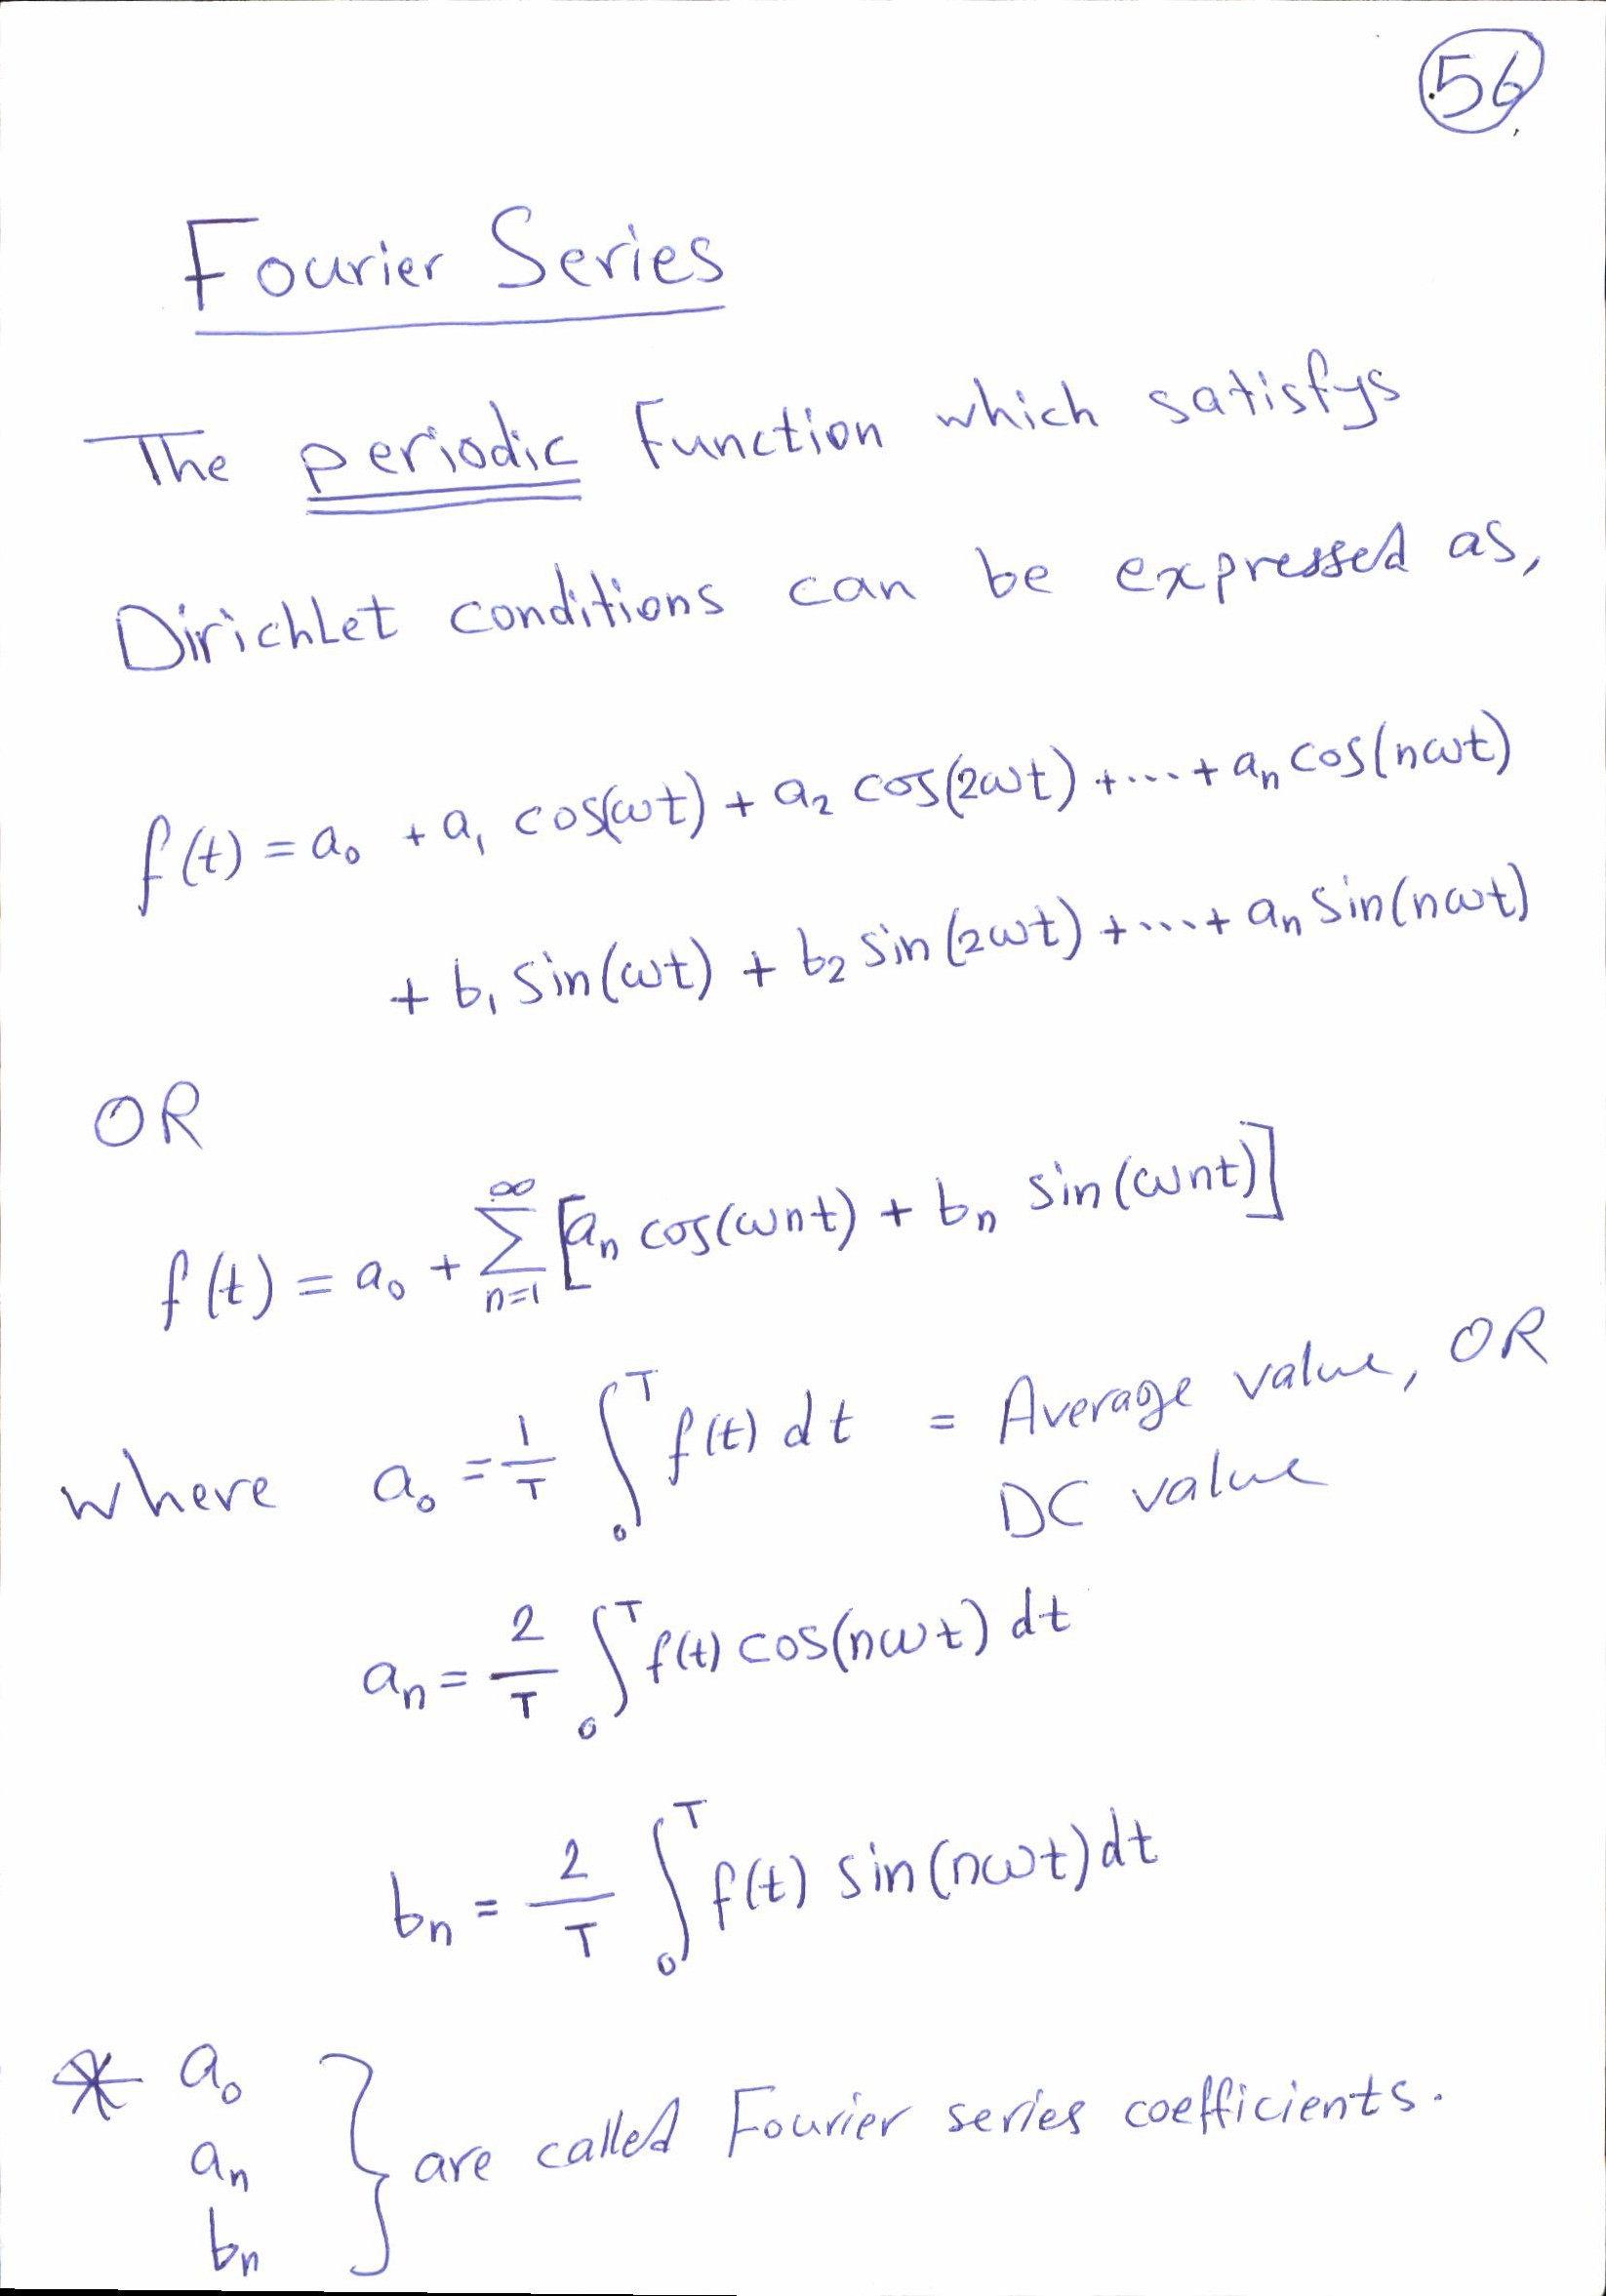 56
Fourier Series
The periodic Function which satisfys
Dirichlet conditions can be expressed as,
f(t) = a₀ + a₁ cos(ωt) + a₂ cos(2ωt) + .... + aₙ cos(nωt)
+ b₁ sin(ωt) + b₂ sin(2ωt) + .... + aₙ sin(nωt)
OR
f(t) = a₀ + ∑_{n=1}^{∞} [aₙ cos(ωnt) + bₙ sin(ωnt)]
where a₀ = 1/T ∫₀ᵀ f(t) dt = Average value, OR
DC value
aₙ = 2/T ∫₀ᵀ f(t) cos(nωt) dt
bₙ = 2/T ∫₀ᵀ f(t) sin(nωt) dt
* a₀
aₙ } are called Fourier series coefficients.
bₙ